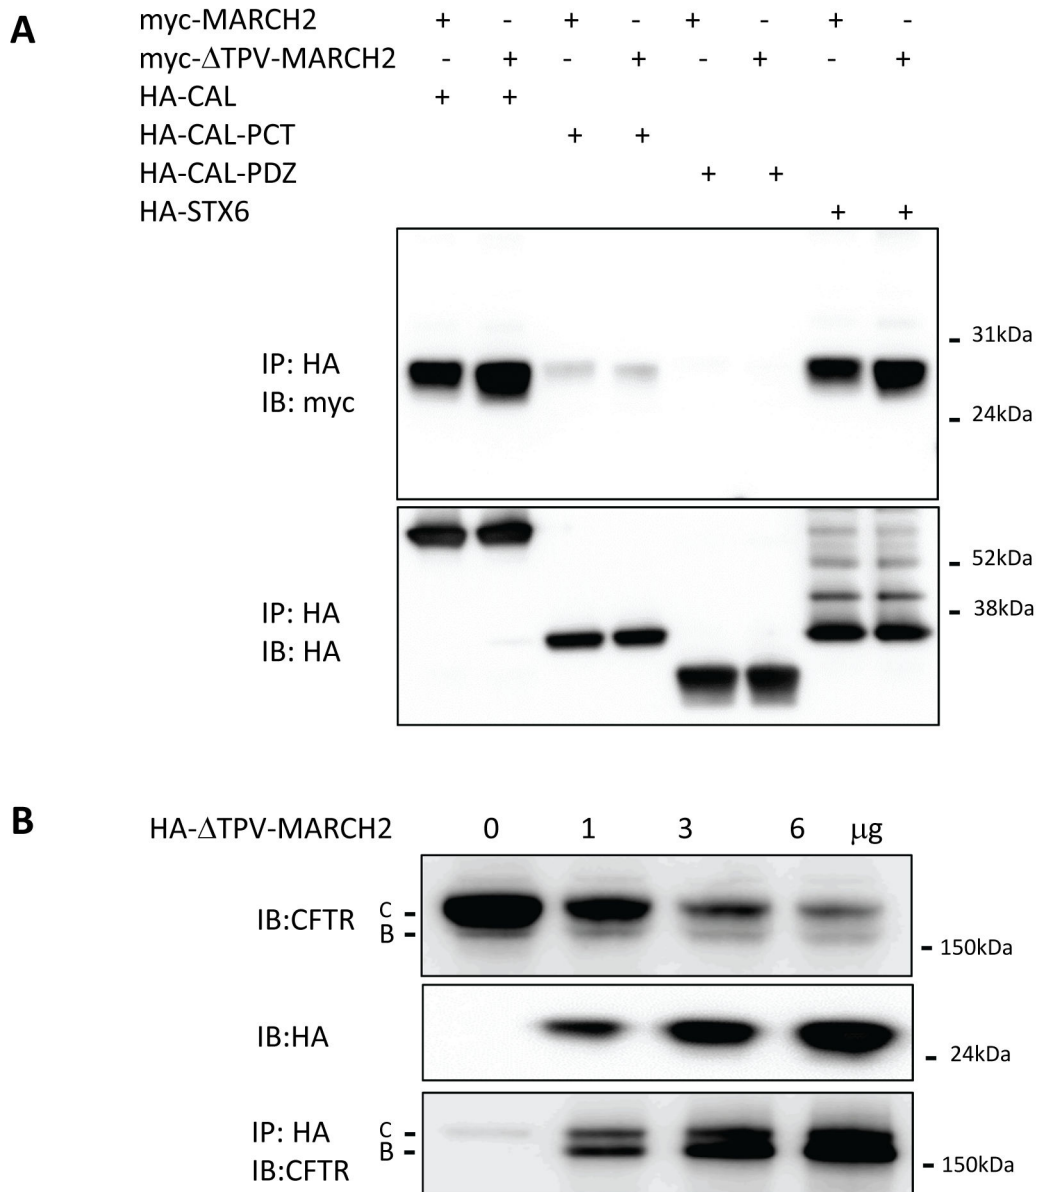 A
myc-MARCH2 + - + - + - + -
myc-ΔTPV-MARCH2 - + - + - + - +
HA-CAL + +
HA-CAL-PCT + +
HA-CAL-PDZ + +
HA-STX6 + +
31kDa
IP: HA
IB: myc
24kDa
52kDa
38kDa
IP: HA
IB: HA
B
HA-ΔTPV-MARCH2 0 1 3 6 μg
IB:CFTR C -
B -
150kDa
IB:HA
24kDa
IP: HA C -
B -
IB:CFTR
150kDa